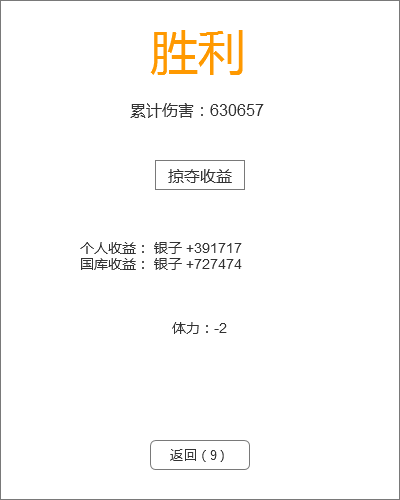 胜利
累计伤害：630657
掠夺收益
个人收益： 银子 +391717
国库收益： 银子 +727474
体力：-2
返回 ( 9 )